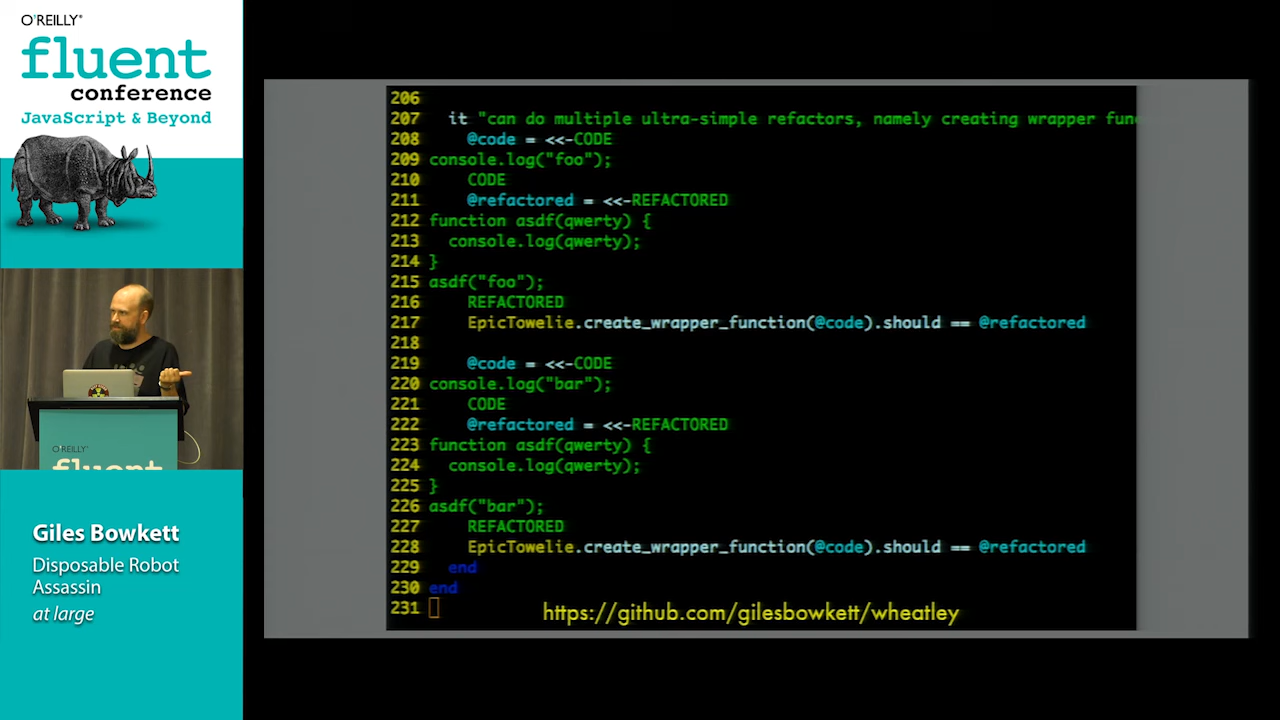 O'REILLY®
fluent
conference
JavaScript & Beyond
O'REILLY
fluent
Giles Bowkett
Disposable Robot
Assassin
at large
206
207 it "can do multiple ultra-simple refactors, namely creating wrapper func
208 @code = <<-CODE
209 console.log("foo");
210 CODE
211 @refactored = <<-REFACTORED
212 function asdf(qwerty) {
213 console.log(qwerty);
214 }
215 asdf("foo");
216 REFACTORED
217 EpicTowelie.create_wrapper_function(@code).should == @refactored
218
219 @code = <<-CODE
220 console.log("bar");
221 CODE
222 @refactored = <<-REFACTORED
223 function asdf(qwerty) {
224 console.log(qwerty);
225 }
226 asdf("bar");
227 REFACTORED
228 EpicTowelie.create_wrapper_function(@code).should == @refactored
229 end
230 end
231
https://github.com/gilesbowkett/wheatley